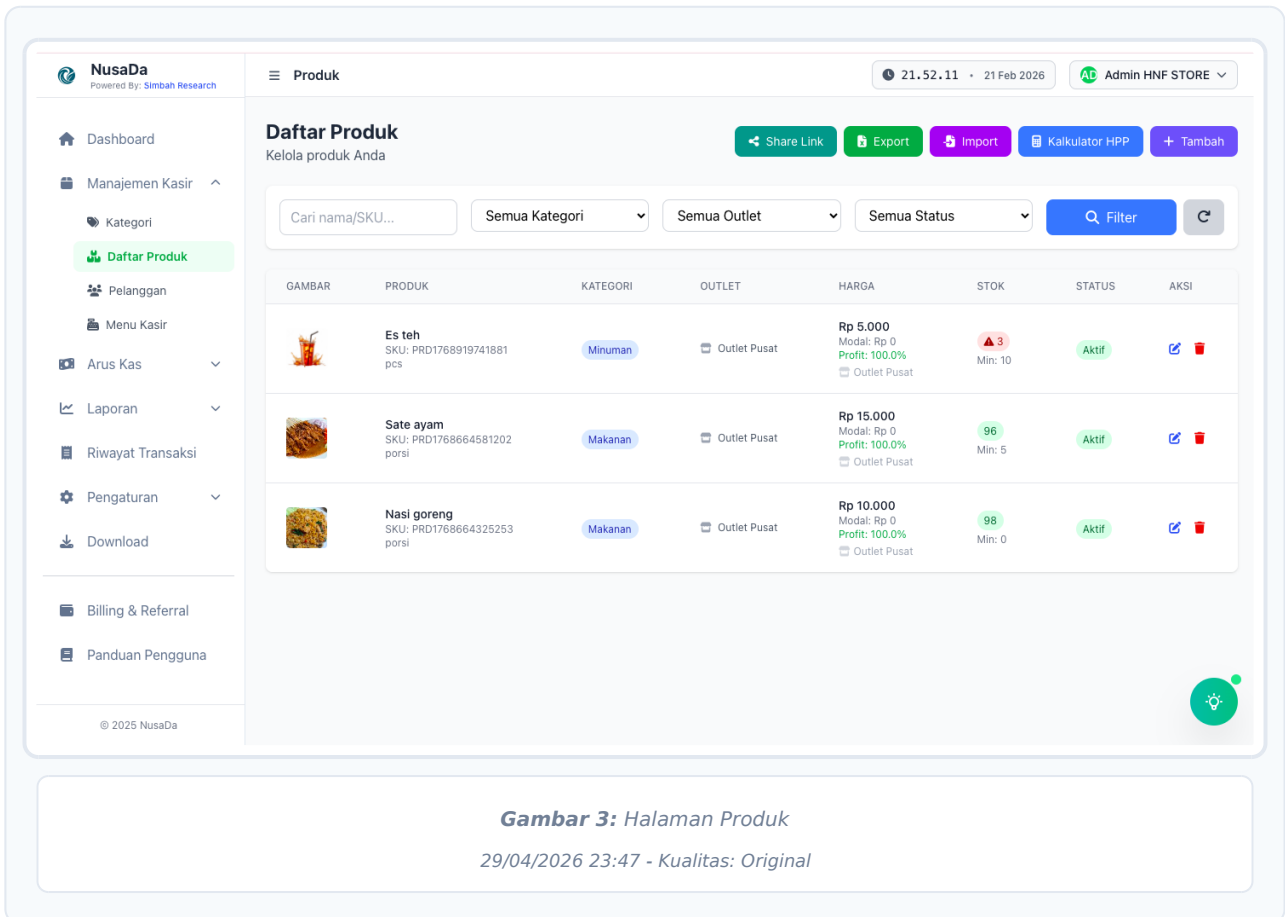 NusaDa
Powered By: Simbah Research
Produk
21.52.11 • 21 Feb 2026
AD Admin HNF STORE
Dashboard
Manajemen Kasir
Kategori
Daftar Produk
Pelanggan
Menu Kasir
Arus Kas
Laporan
Riwayat Transaksi
Pengaturan
Download
Billing & Referral
Panduan Pengguna
© 2025 NusaDa
Daftar Produk
Kelola produk Anda
Share Link
Export
Import
Kalkulator HPP
+ Tambah
Cari nama/SKU...
Semua Kategori
Semua Outlet
Semua Status
Filter
GAMBAR PRODUK KATEGORI OUTLET HARGA STOK STATUS AKSI
Es teh
SKU: PRD1768919741881
pcs
Minuman
Outlet Pusat
Rp 5.000
Modal: Rp 0
Profit: 100.0%
Outlet Pusat
3
Min: 10
Aktif
Sate ayam
SKU: PRD1768664581202
porsi
Makanan
Outlet Pusat
Rp 15.000
Modal: Rp 0
Profit: 100.0%
Outlet Pusat
96
Min: 5
Aktif
Nasi goreng
SKU: PRD1768664325253
porsi
Makanan
Outlet Pusat
Rp 10.000
Modal: Rp 0
Profit: 100.0%
Outlet Pusat
98
Min: 0
Aktif
Gambar 3: Halaman Produk
29/04/2026 23:47 - Kualitas: Original